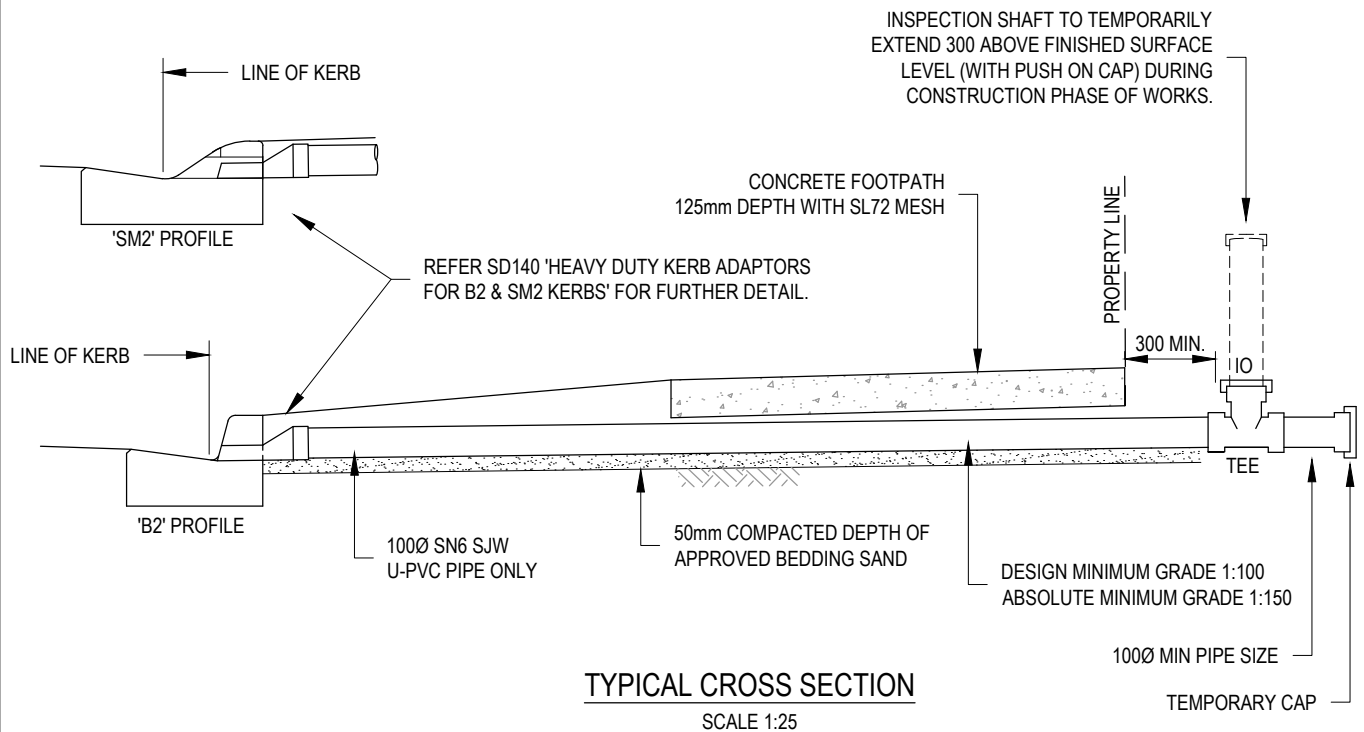 INSPECTION SHAFT TO TEMPORARILY
EXTEND 300 ABOVE FINISHED SURFACE
LEVEL (WITH PUSH ON CAP) DURING
CONSTRUCTION PHASE OF WORKS.
LINE OF KERB
CONCRETE FOOTPATH
125mm DEPTH WITH SL72 MESH
PROPERTY LINE
'SM2' PROFILE
REFER SD140 'HEAVY DUTY KERB ADAPTORS
FOR B2 & SM2 KERBS' FOR FURTHER DETAIL.
LINE OF KERB
300 MIN.
IO
TEE
'B2' PROFILE
100Ø SN6 SJW
U-PVC PIPE ONLY
50mm COMPACTED DEPTH OF
APPROVED BEDDING SAND
DESIGN MINIMUM GRADE 1:100
ABSOLUTE MINIMUM GRADE 1:150
100Ø MIN PIPE SIZE
TEMPORARY CAP
TYPICAL CROSS SECTION
SCALE 1:25